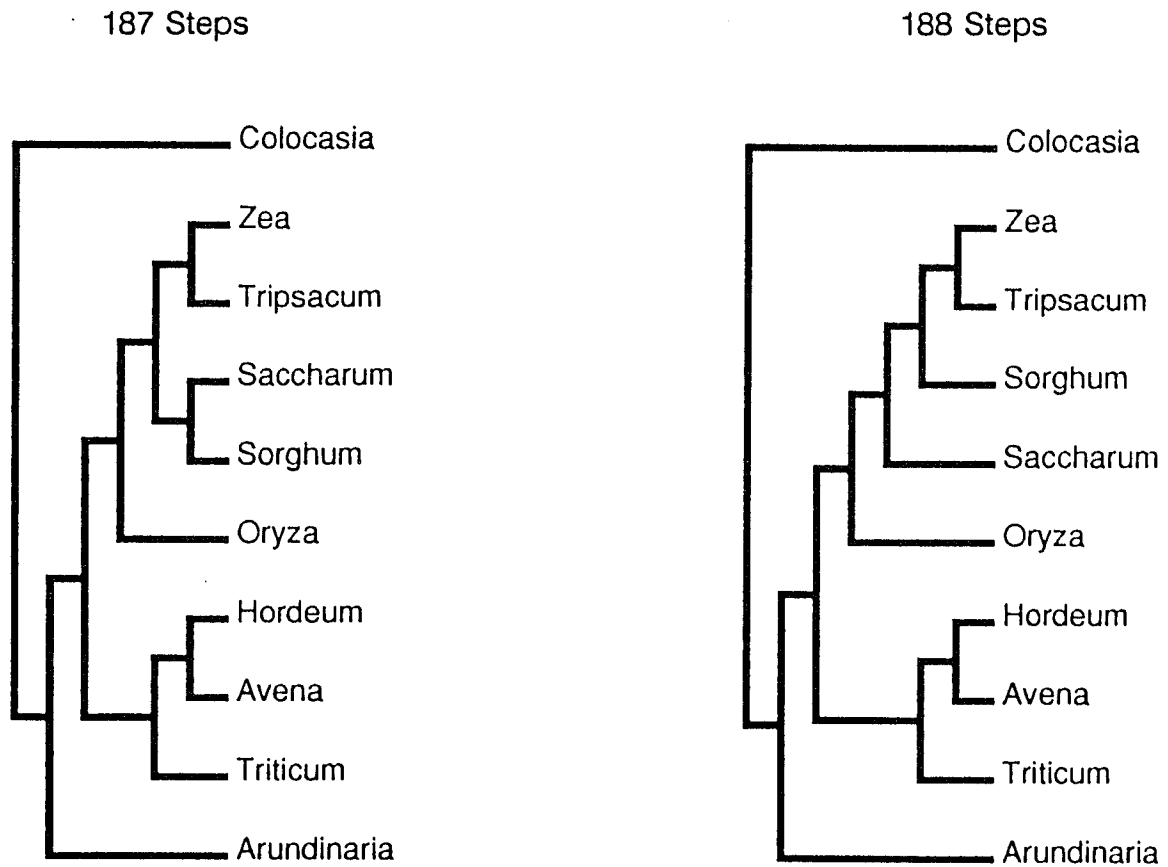 187 Steps
Colocasia
Zea
Tripsacum
Saccharum
Sorghum
Oryza
Hordeum
Avena
Triticum
Arundinaria
188 Steps
Colocasia
Zea
Tripsacum
Sorghum
Saccharum
Oryza
Hordeum
Avena
Triticum
Arundinaria